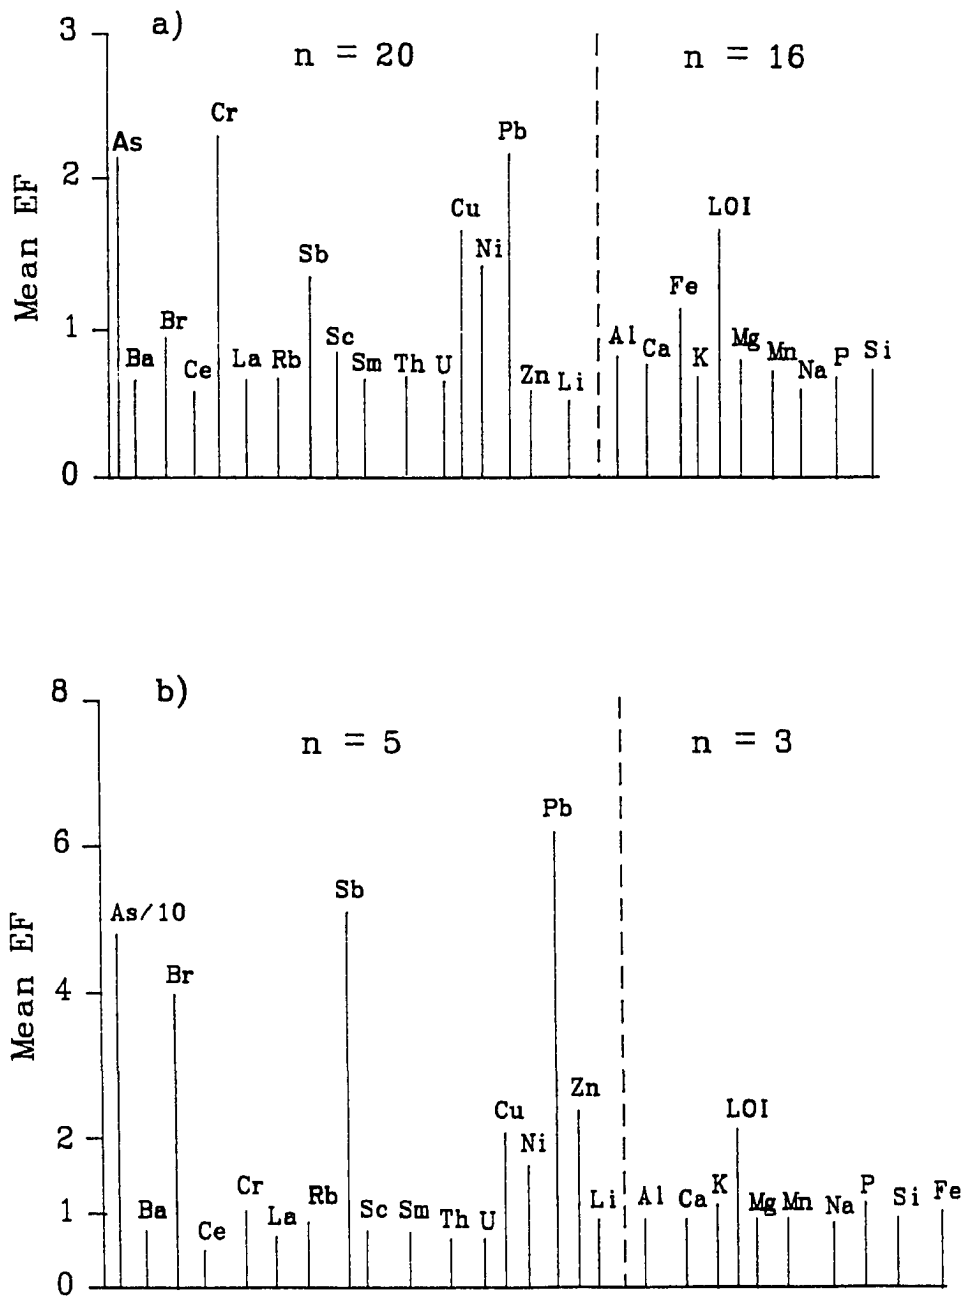 a)
3
n = 20
n = 16
Cr
Pb
As
2
Cu
LOI
Ni
Sb
Fe
Mean EF
1
Br
Sc
Al
Mg
Ca
Mn
Si
Ba
Ce
La
Rb
Sm
Th
U
K
Na
P
Zn
Li
0
b)
8
n = 5
n = 3
Pb
6
Sb
As/10
Br
4
Mean EF
Zn
Cu
LOI
2
Ni
Cr
Rb
K
P
Fe
Li
Al
Ca
Mg
Mn
Na
Si
1
Ba
Ce
La
Sc
Sm
Th
U
0